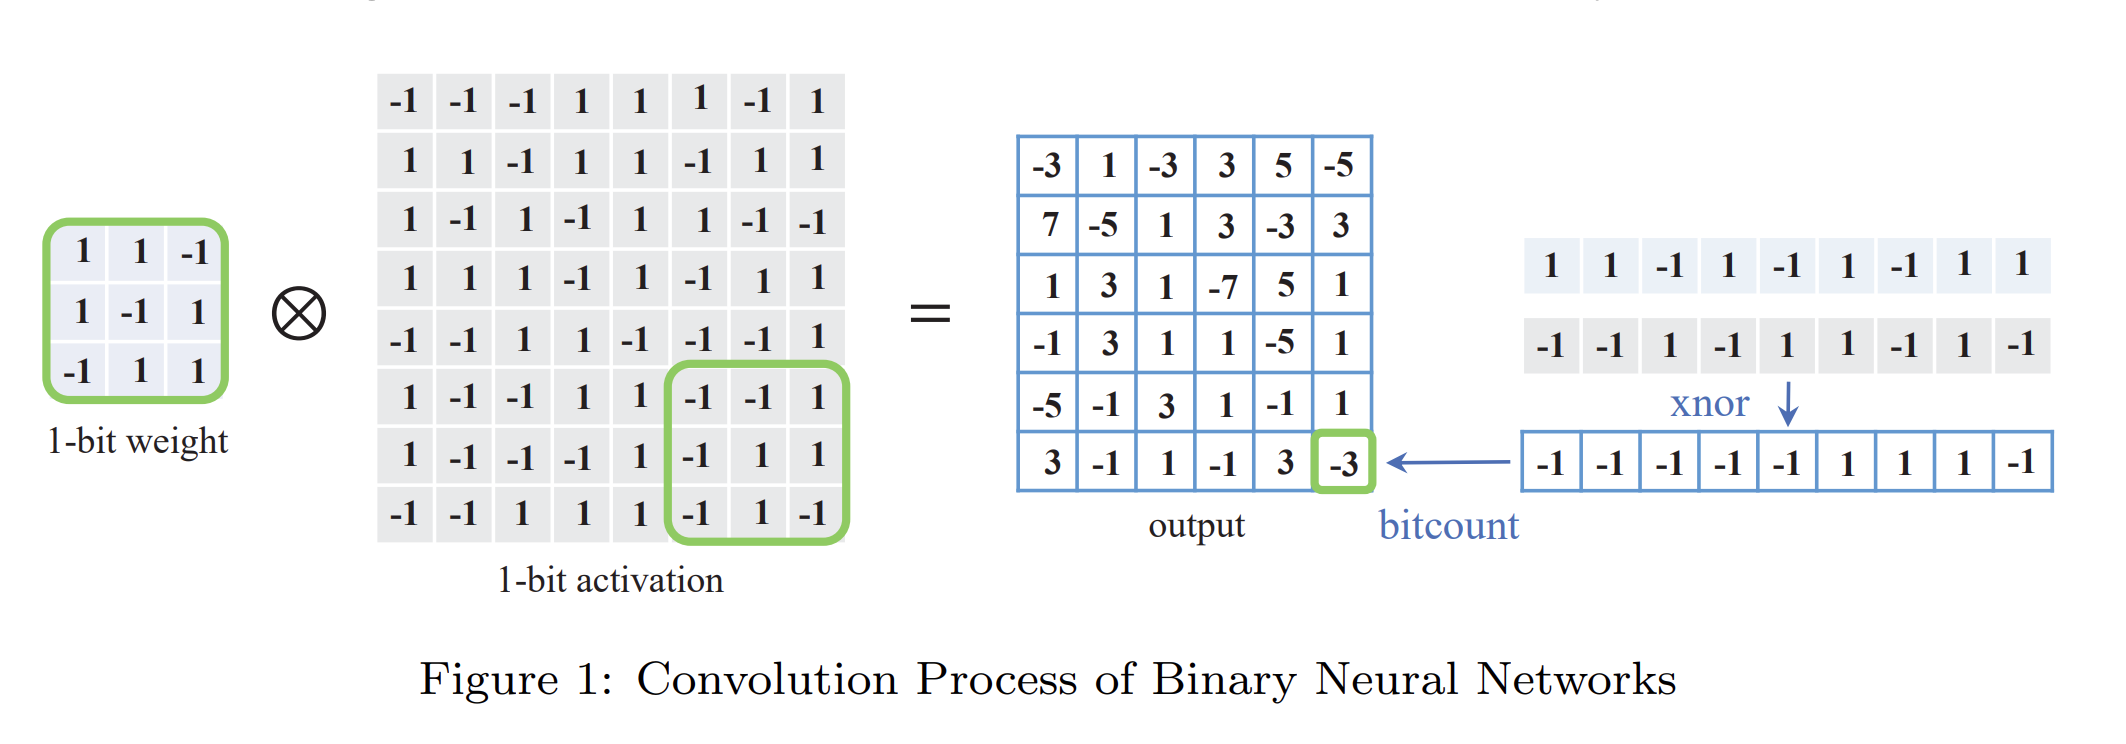 1 1 -1
1 -1 1
-1 1 1
1-bit weight
-1 -1 -1 1 1 1 -1 1
1 1 -1 1 1 -1 1 1
1 -1 1 -1 1 1 -1 -1
1 1 1 -1 1 -1 1 1
-1 -1 1 1 -1 -1 -1 1
1 -1 -1 1 1 -1 -1 1
1 -1 -1 -1 1 -1 1 1
-1 -1 1 1 1 -1 1 -1
1-bit activation
=
-3 1 -3 3 5 -5
7 -5 1 3 -3 3
1 3 1 -7 5 1
-1 3 1 1 -5 1
-5 -1 3 1 -1 1
3 -1 1 -1 3 -3
output
1 1 -1 1 -1 1 -1 1 1
-1 -1 1 -1 1 1 -1 1 -1
xnor
-1 -1 -1 -1 -1 1 1 1 -1
bitcount
Figure 1: Convolution Process of Binary Neural Networks